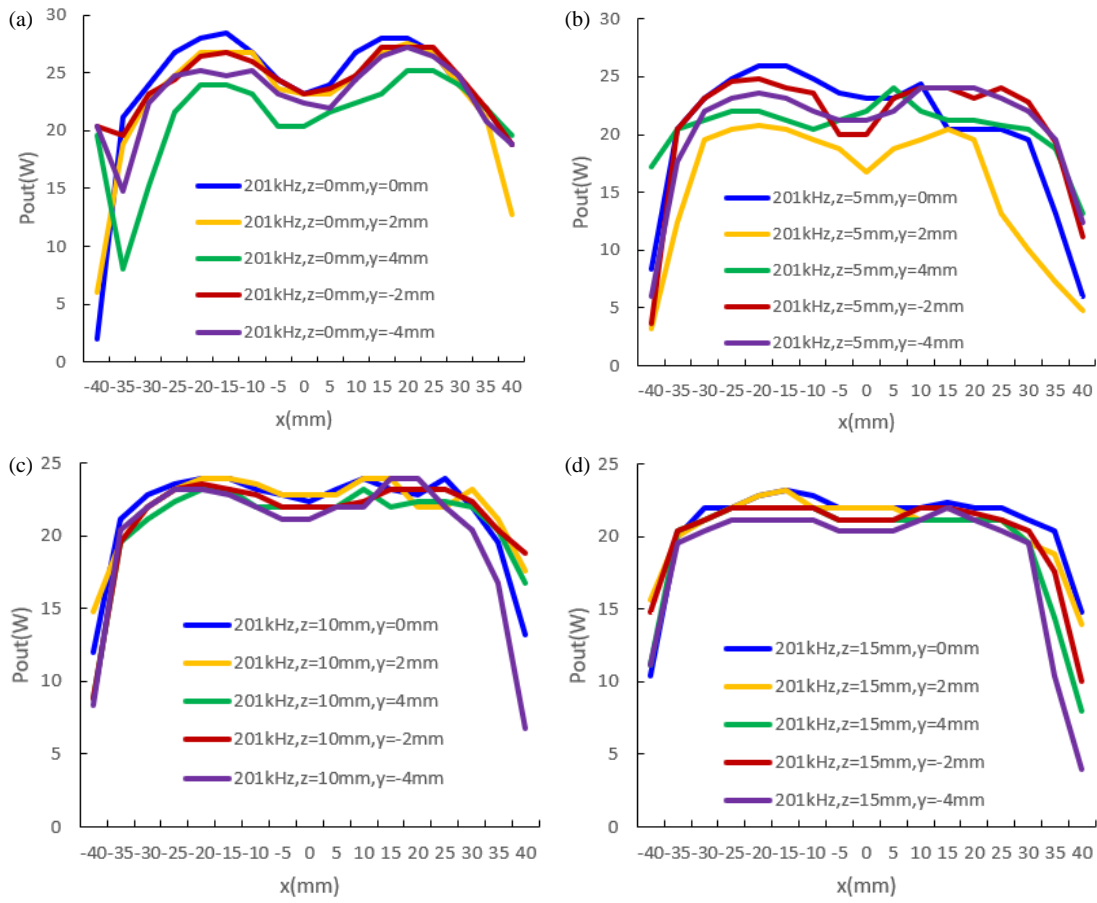 (a)
30
25
20
15
10
5
0
Pout(W)
201kHz,z=0mm,y=0mm
201kHz,z=0mm,y=2mm
201kHz,z=0mm,y=4mm
201kHz,z=0mm,y=-2mm
201kHz,z=0mm,y=-4mm
-40 -35 -30 -25 -20 -15 -10 -5 0 5 10 15 20 25 30 35 40
x(mm)
(b)
30
25
20
15
10
5
0
Pout(W)
201kHz,z=5mm,y=0mm
201kHz,z=5mm,y=2mm
201kHz,z=5mm,y=4mm
201kHz,z=5mm,y=-2mm
201kHz,z=5mm,y=-4mm
-40 -35 -30 -25 -20 -15 -10 -5 0 5 10 15 20 25 30 35 40
x(mm)
(c)
25
20
15
10
5
0
Pout(W)
201kHz,z=10mm,y=0mm
201kHz,z=10mm,y=2mm
201kHz,z=10mm,y=4mm
201kHz,z=10mm,y=-2mm
201kHz,z=10mm,y=-4mm
-40 -35 -30 -25 -20 -15 -10 -5 0 5 10 15 20 25 30 35 40
x(mm)
(d)
25
20
15
10
5
0
Pout(W)
201kHz,z=15mm,y=0mm
201kHz,z=15mm,y=2mm
201kHz,z=15mm,y=4mm
201kHz,z=15mm,y=-2mm
201kHz,z=15mm,y=-4mm
-40 -35 -30 -25 -20 -15 -10 -5 0 5 10 15 20 25 30 35 40
x(mm)